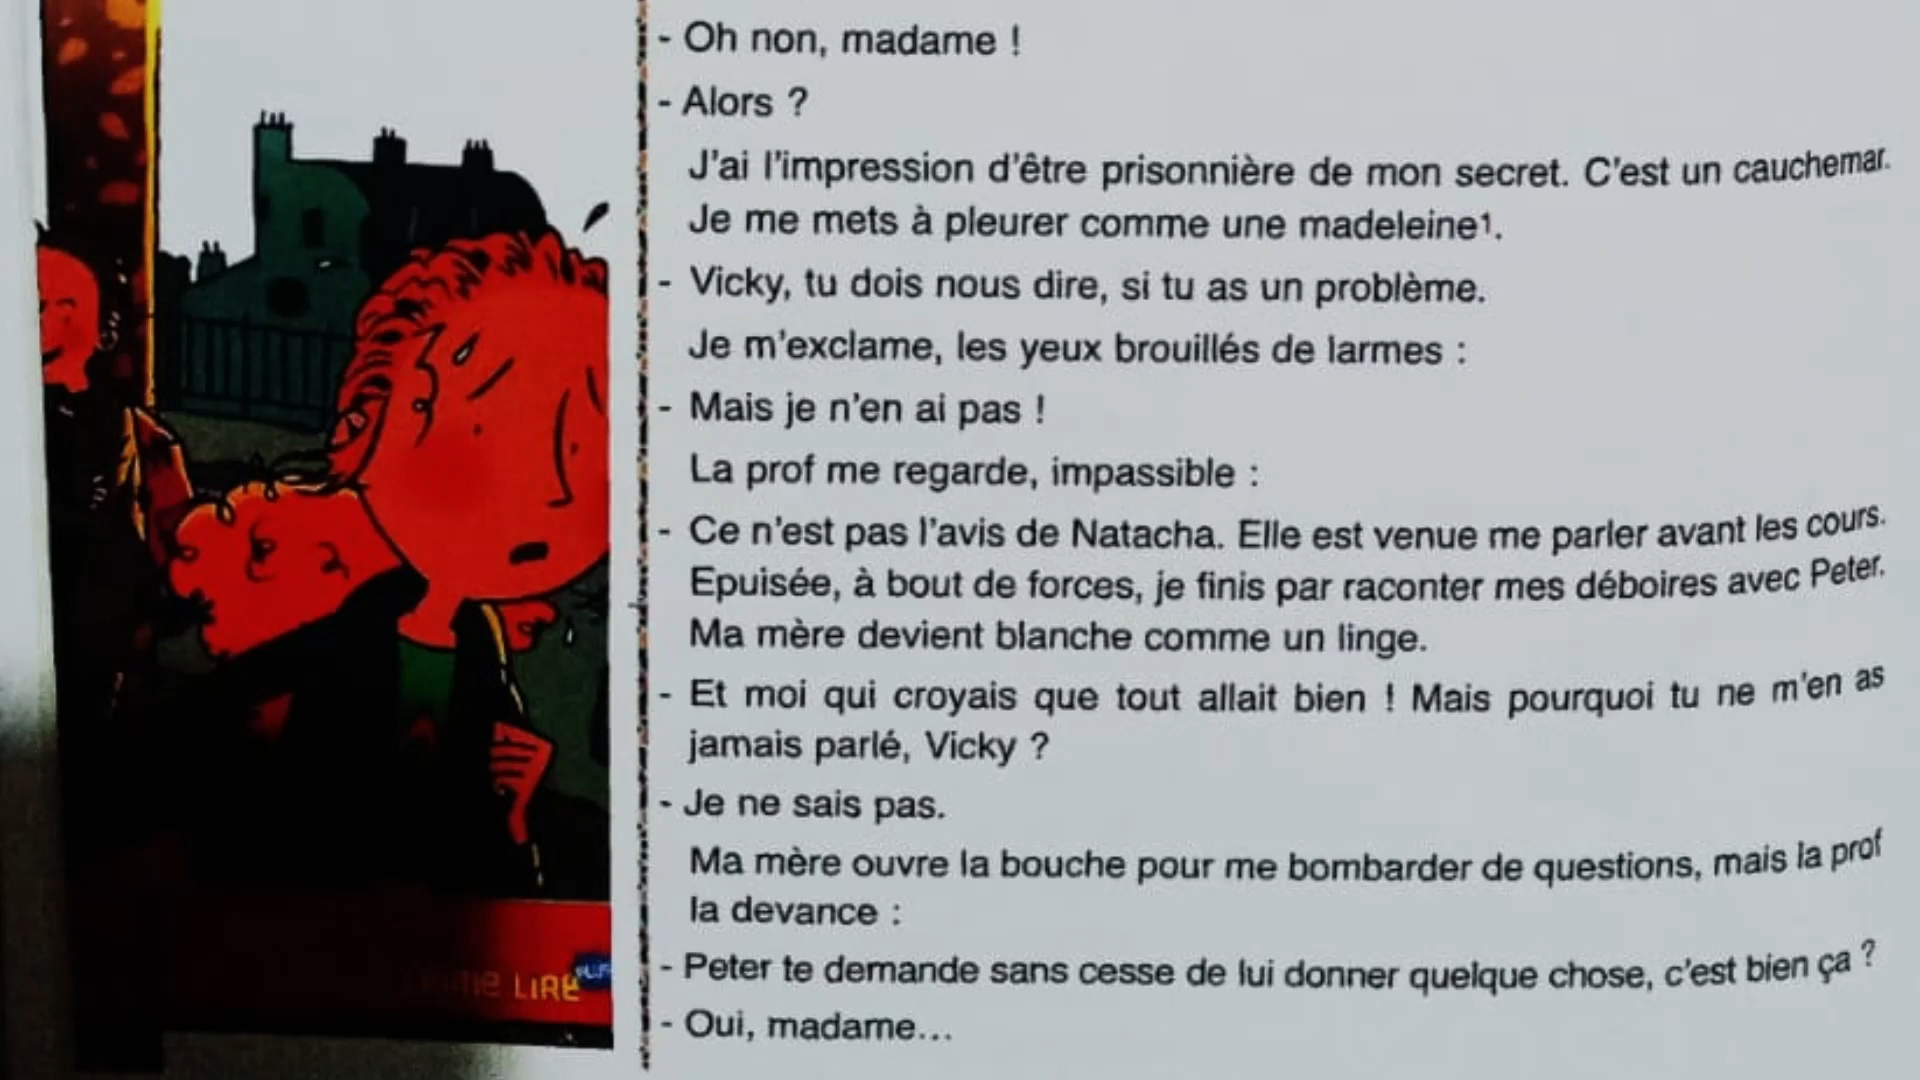 - Oh non, madame !
- Alors ?
J'ai l'impression d'être prisonnière de mon secret. C'est un cauchemar.
Je me mets à pleurer comme une madeleine¹.
- Vicky, tu dois nous dire, si tu as un problème.
Je m'exclame, les yeux brouillés de larmes :
- Mais je n'en ai pas !
La prof me regarde, impassible :
- Ce n'est pas l'avis de Natacha. Elle est venue me parler avant les cours.
Epuisée, à bout de forces, je finis par raconter mes déboires avec Peter.
Ma mère devient blanche comme un linge.
- Et moi qui croyais que tout allait bien ! Mais pourquoi tu ne m'en as
jamais parlé, Vicky ?
- Je ne sais pas.
Ma mère ouvre la bouche pour me bombarder de questions, mais la prof
la devance :
- Peter te demande sans cesse de lui donner quelque chose, c'est bien ça ?
- Oui, madame...
LIRE
PLUS